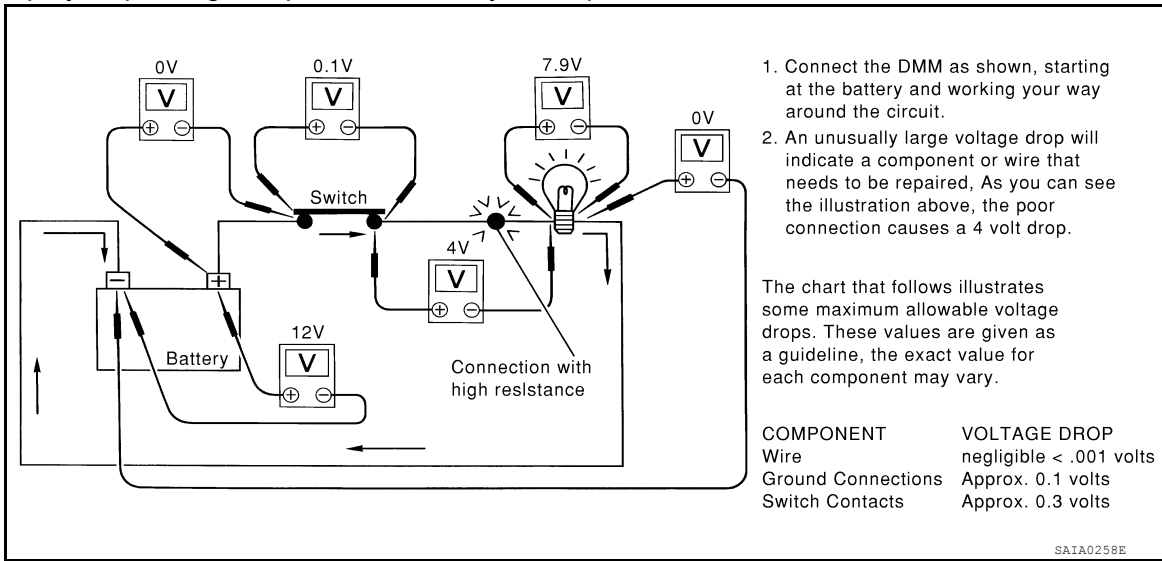 0V
0.1V
7.9V
0V
V
V
V
V
Switch
4V
V
12V
V
Battery
Connection with
high reslstance
1. Connect the DMM as shown, starting
at the battery and working your way
around the circuit.
2. An unusually large voltage drop will
indicate a component or wire that
needs to be repaired, As you can see
the illustration above, the poor
connection causes a 4 volt drop.
The chart that follows illustrates
some maximum allowable voltage
drops. These values are given as
a guideline, the exact value for
each component may vary.
COMPONENT VOLTAGE DROP
Wire negligible < .001 volts
Ground Connections Approx. 0.1 volts
Switch Contacts Approx. 0.3 volts
SAIA0258E